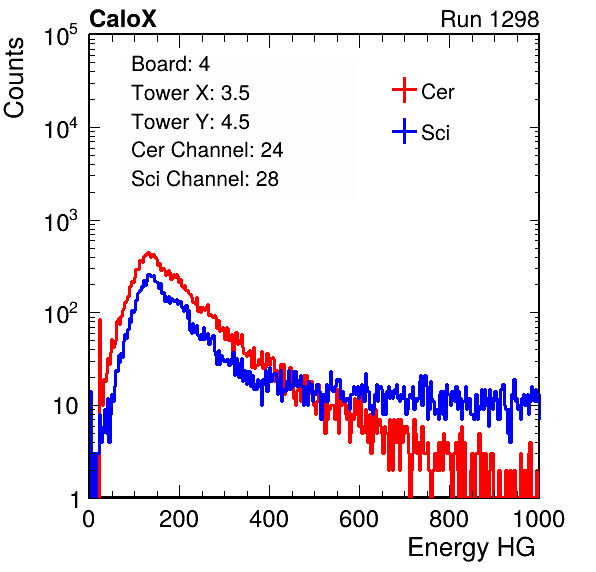 CaloX Run 1298
Counts
Board: 4
Tower X: 3.5
Tower Y: 4.5
Cer Channel: 24
Sci Channel: 28
Cer
Sci
10^5
10^4
10^3
10^2
10
1
0 200 400 600 800 1000
Energy HG